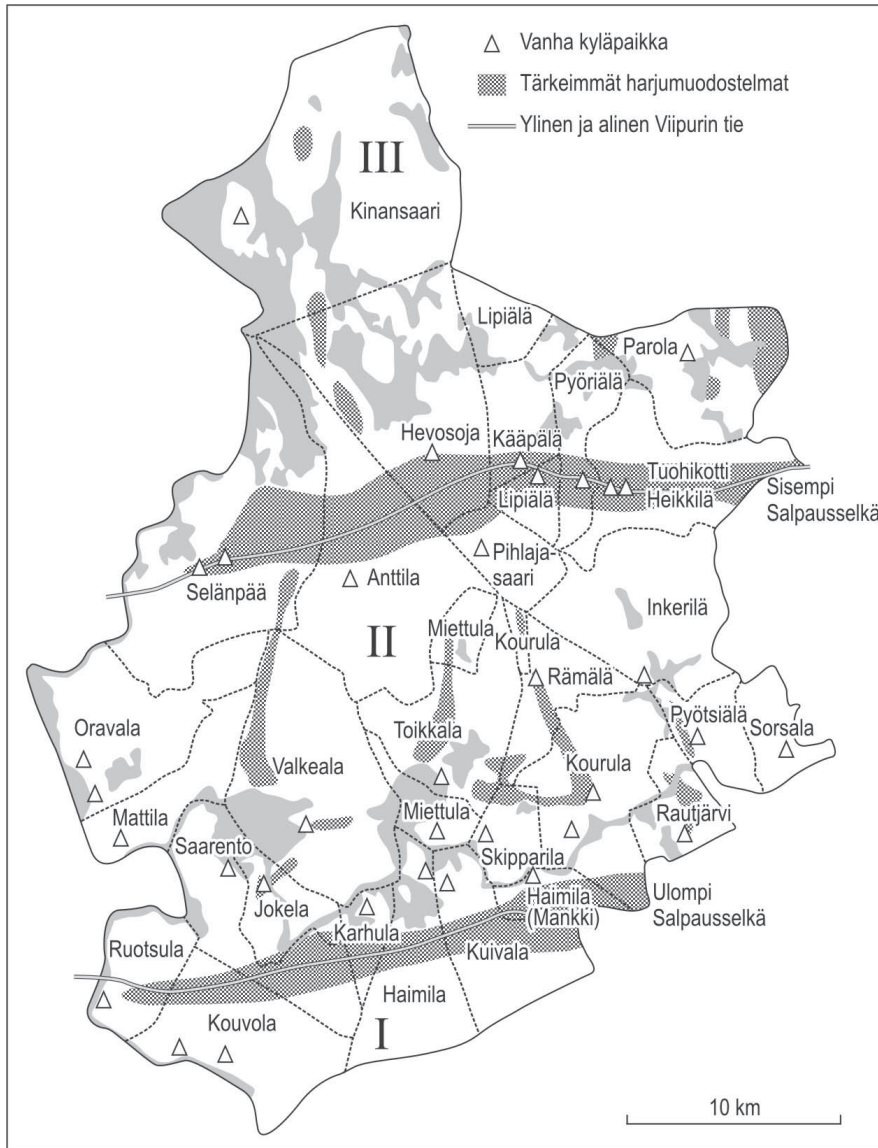 Vanha kyläpaikka
Tärkeimmät harjumuodostelmat
Ylinen ja alinen Viipurin tie
III
Kinansaari
Lipiälä
Parola
Pyöriälä
Hevosoja
Kääpälä
Tuohikotti
Lipiälä
Heikkilä
Sisempi
Salpausselkä
Pihlaja-
saari
Selänpää
Anttila
Inkerilä
II
Miettula
Kourula
Rämälä
Oravala
Toikkala
Pyötsiälä
Sorsala
Valkeala
Kourula
Mattila
Miettula
Rautjärvi
Saarento
Skipparila
Jokela
Haimila
(Mankki)
Ulompi
Salpausselkä
Karhula
Ruotsula
Kuivala
Haimila
Kouvola
I
10 km